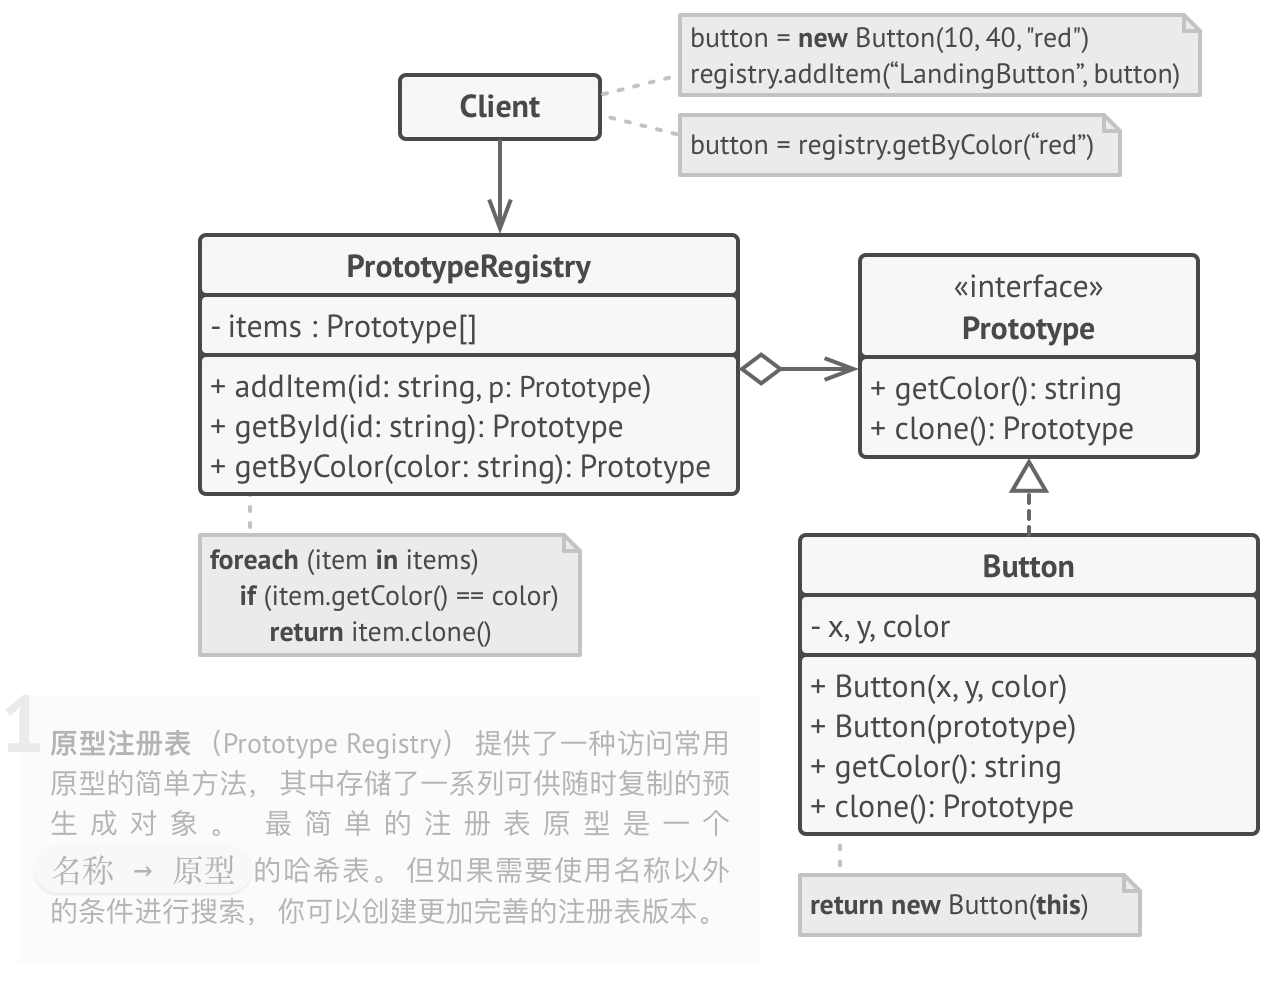 button = new Button(10, 40, "red")
registry.addItem(“LandingButton”, button)
Client
button = registry.getByColor(“red”)
PrototypeRegistry
- items : Prototype[]
+ addItem(id: string, p: Prototype)
+ getById(id: string): Prototype
+ getByColor(color: string): Prototype
«interface»
Prototype
+ getColor(): string
+ clone(): Prototype
foreach (item in items)
if (item.getColor() == color)
return item.clone()
Button
- x, y, color
+ Button(x, y, color)
+ Button(prototype)
+ getColor(): string
+ clone(): Prototype
return new Button(this)
1
原型注册表 （Prototype Registry） 提供了一种访问常用
原型的简单方法， 其中存储了一系列可供随时复制的预
生成对象。 最简单的注册表原型是一个
名称 → 原型 的哈希表。 但如果需要使用名称以外
的条件进行搜索， 你可以创建更加完善的注册表版本。